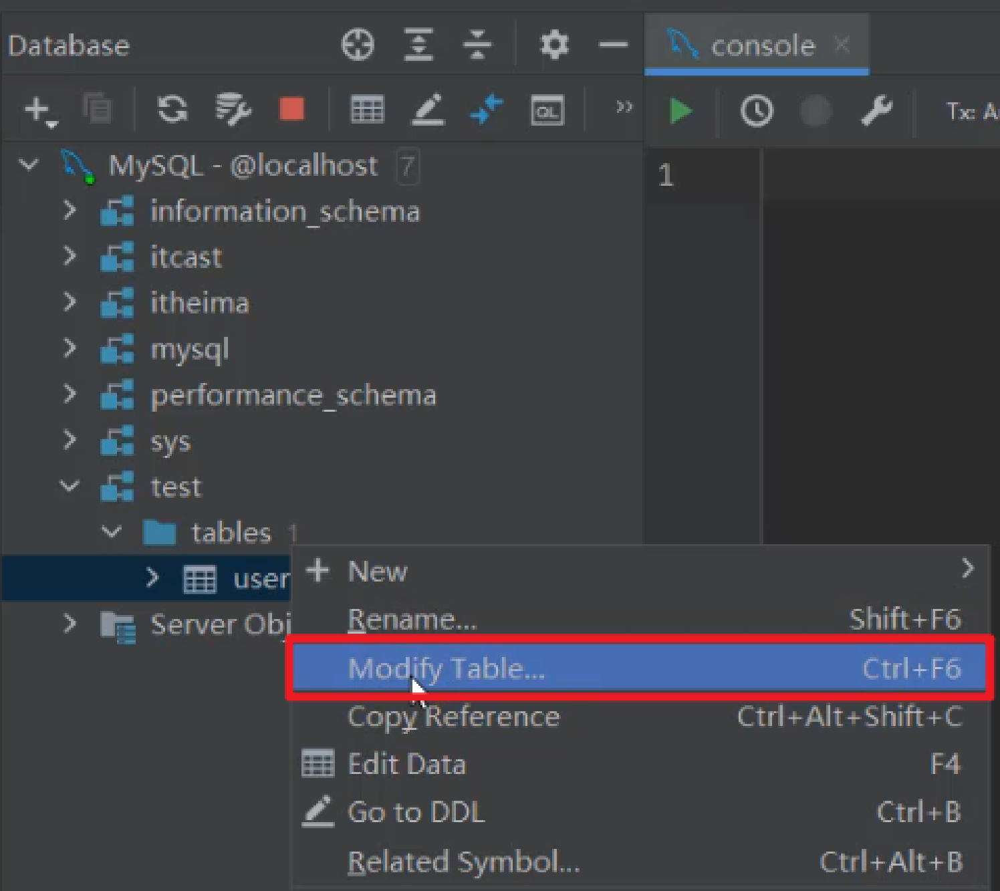 Database
console
QL
Tx: A
MySQL - @localhost 7
1
information_schema
itcast
itheima
mysql
performance_schema
sys
test
tables 1
user
New
Server Obj
Rename... Shift+F6
Modify Table... Ctrl+F6
Copy Reference Ctrl+Alt+Shift+C
Edit Data F4
Go to DDL Ctrl+B
Related Symbol... Ctrl+Alt+B